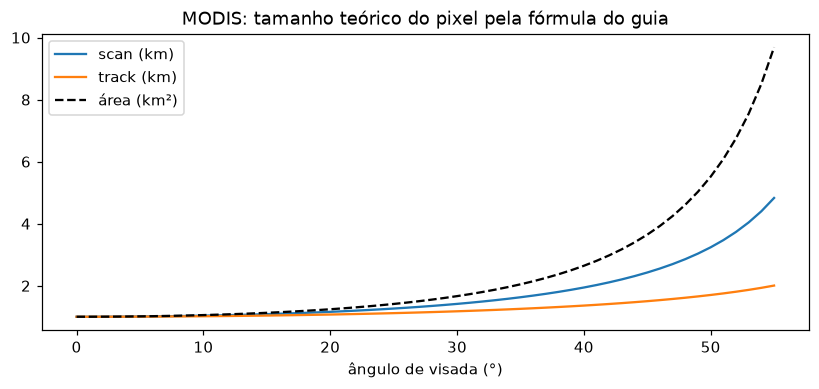 MODIS: tamanho teórico do pixel pela fórmula do guia
10
8
6
4
2
scan (km)
track (km)
área (km²)
0 10 20 30 40 50
ângulo de visada (°)